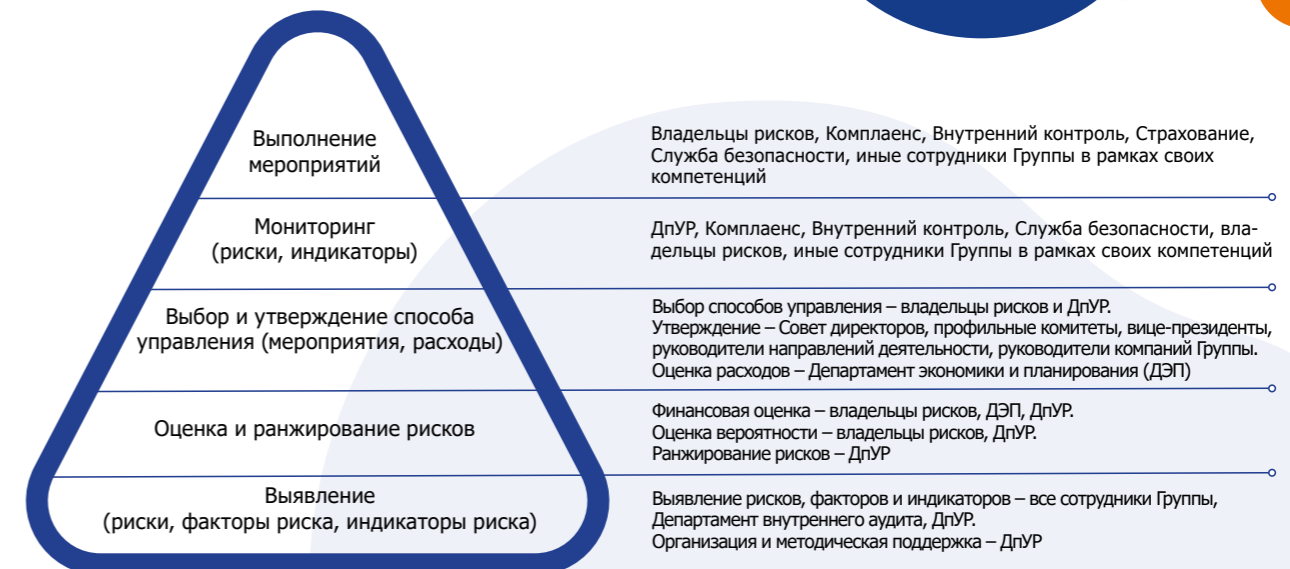 Выполнение
мероприятий
Владельцы рисков, Комплаенс, Внутренний контроль, Страхование,
Служба безопасности, иные сотрудники Группы в рамках своих
компетенций
Мониторинг
(риски, индикаторы)
ДпУР, Комплаенс, Внутренний контроль, Служба безопасности, вла-
дельцы рисков, иные сотрудники Группы в рамках своих компетенций
Выбор и утверждение способа
управления (мероприятия, расходы)
Выбор способов управления – владельцы рисков и ДпУР.
Утверждение – Совет директоров, профильные комитеты, вице-президенты,
руководители направлений деятельности, руководители компаний Группы.
Оценка расходов – Департамент экономики и планирования (ДЭП)
Оценка и ранжирование рисков
Финансовая оценка – владельцы рисков, ДЭП, ДпУР.
Оценка вероятности – владельцы рисков, ДпУР.
Ранжирование рисков – ДпУР
Выявление
(риски, факторы риска, индикаторы риска)
Выявление рисков, факторов и индикаторов – все сотрудники Группы,
Департамент внутреннего аудита, ДпУР.
Организация и методическая поддержка – ДпУР